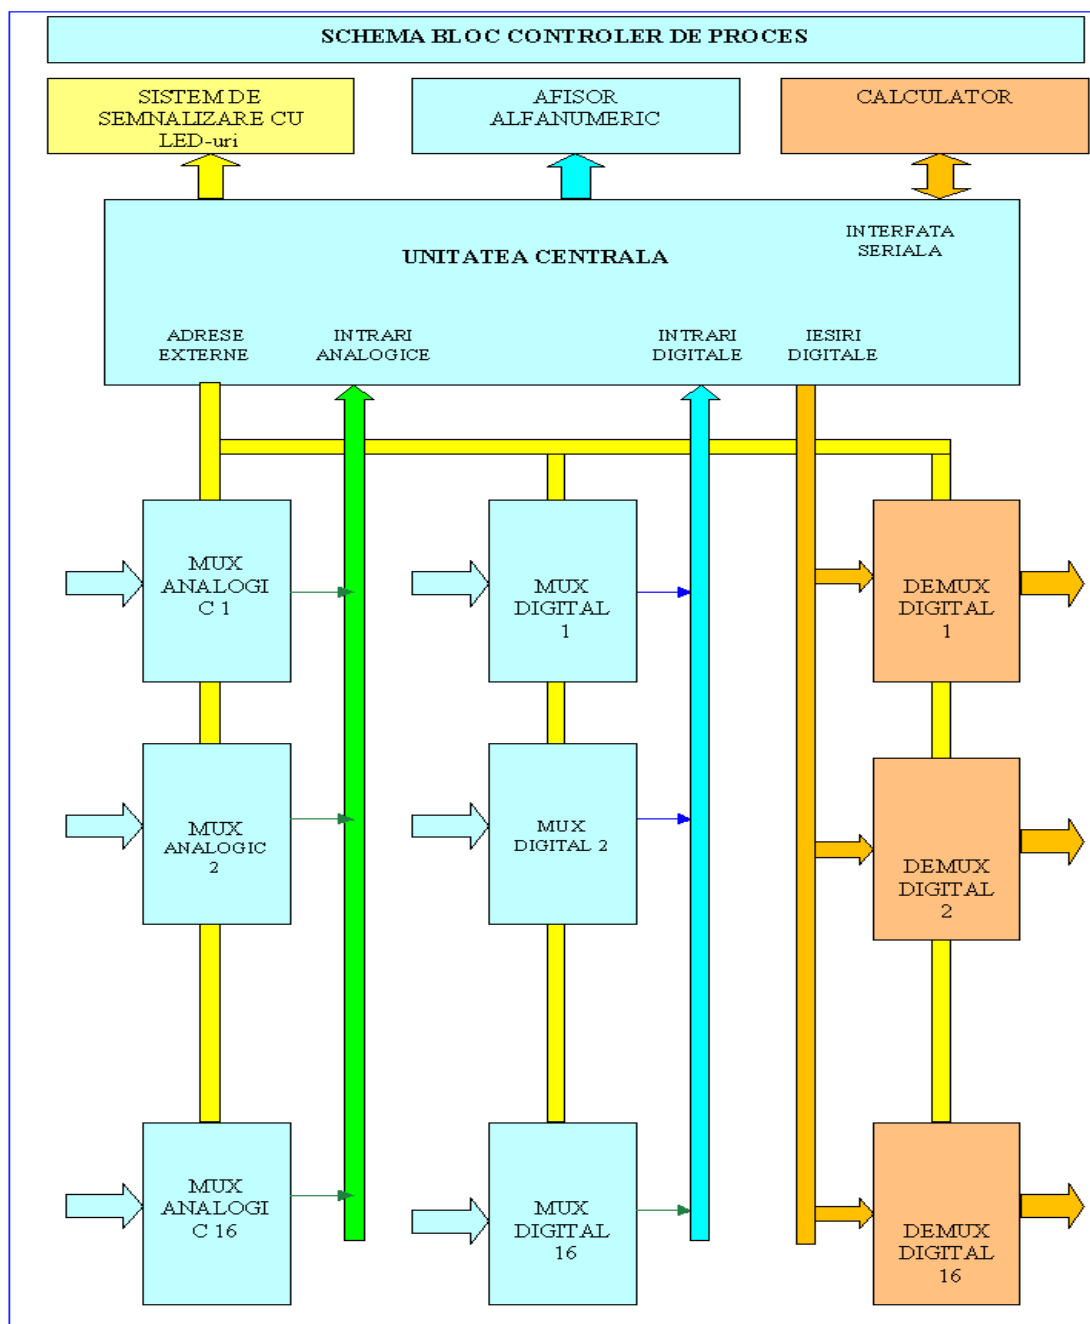 SCHEMA BLOC CONTROLER DE PROCES
SISTEM DE
SEMNALIZARE CU
LED-uri
AFISOR
ALFANUMERIC
CALCULATOR
INTERFATA
SERIALA
UNITATEA CENTRALA
ADRESE
EXTERNE
INTRARI
ANALOGICE
INTRARI
DIGITALE
IESIRI
DIGITALE
MUX
ANALOGI
C 1
MUX
DIGITAL
1
DEMUX
DIGITAL
1
MUX
ANALOGIC
2
MUX
DIGITAL 2
DEMUX
DIGITAL
2
MUX
ANALOGI
C 16
MUX
DIGITAL
16
DEMUX
DIGITAL
16